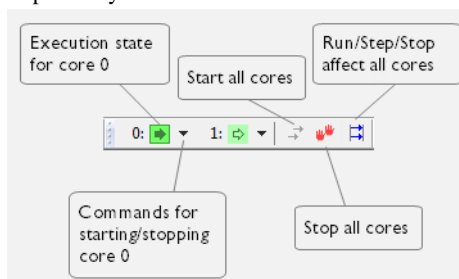 Execution state
for core 0
Start all cores
Run/Step/Stop
affect all cores
0:
1:
Commands for
starting/stopping
core 0
Stop all cores